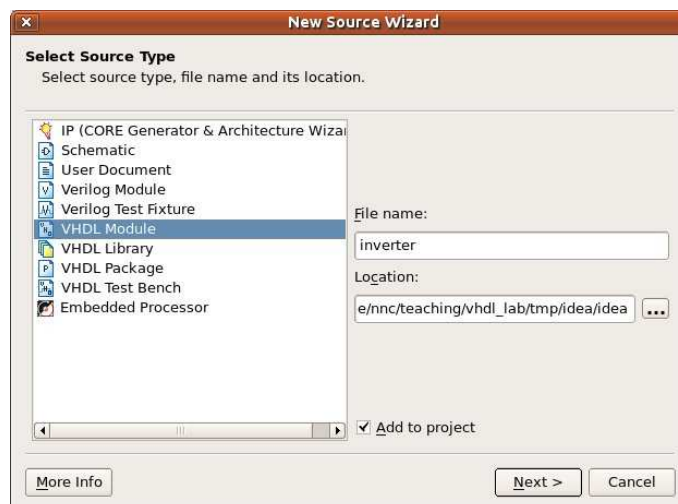 New Source Wizard
Select Source Type
Select source type, file name and its location.
IP (CORE Generator & Architecture Wizar
Schematic
User Document
Verilog Module
Verilog Test Fixture
VHDL Module
VHDL Library
VHDL Package
VHDL Test Bench
Embedded Processor
File name:
inverter
Location:
e/nnc/teaching/vhdl_lab/tmp/idea/idea
...
Add to project
More Info
Next >
Cancel